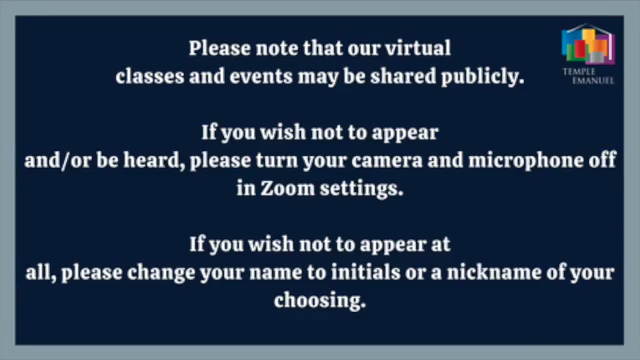 Please note that our virtual
classes and events may be shared publicly.
If you wish not to appear
and/or be heard, please turn your camera and microphone off
in Zoom settings.
If you wish not to appear at
all, please change your name to initials or a nickname of your
choosing.
TEMPLE
EMANUEL